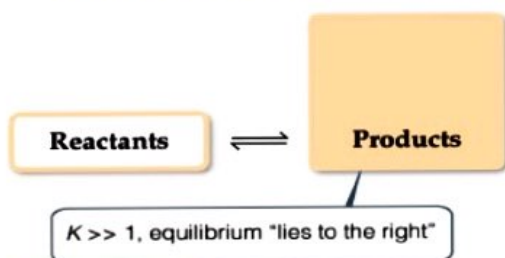 Reactants ⇌ Products
K >> 1, equilibrium "lies to the right"